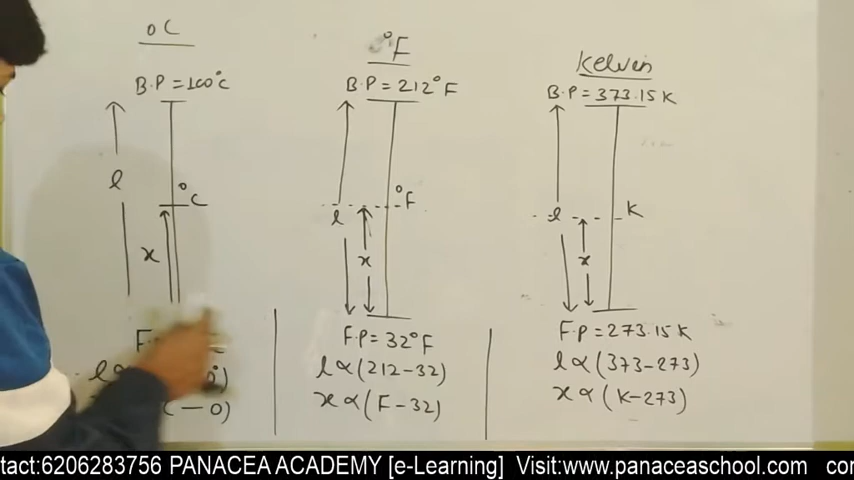 °C
B.P = 100°C
l
°C
x
F.
0°)
C - 0)
°F
B.P = 212°F
°F
l
x
F.P = 32°F
l ∝ (212 - 32)
x ∝ (F - 32)
Kelvin
B.P = 373.15 K
K
l
x
F.P = 273.15 K
l ∝ (373 - 273)
x ∝ (K - 273)
tact:6206283756 PANACEA ACADEMY [e-Learning] Visit:www.panaceaschool.com con